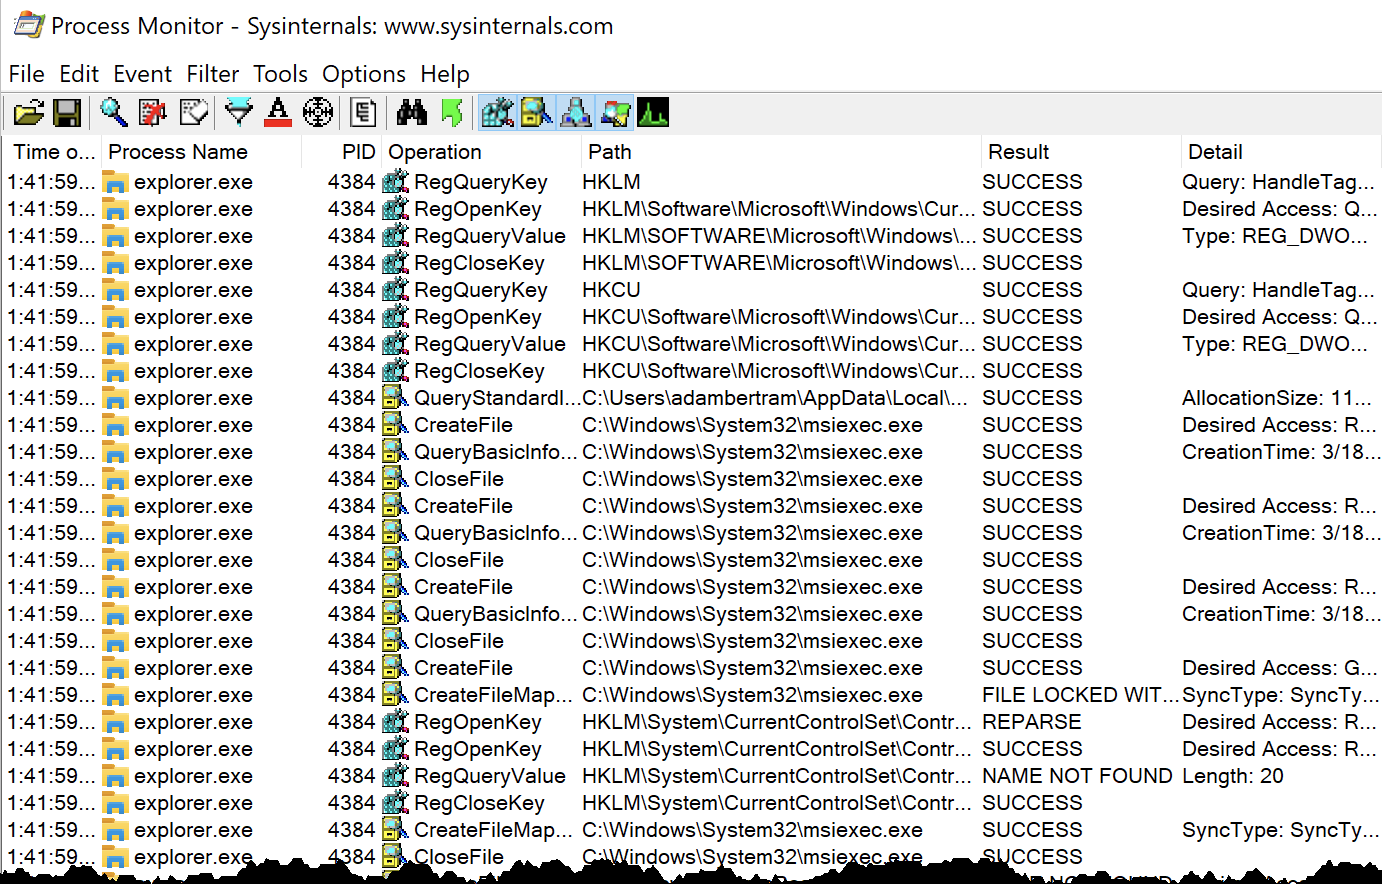 Process Monitor - Sysinternals: www.sysinternals.com
File Edit Event Filter Tools Options Help
Time o... Process Name PID Operation Path Result Detail
1:41:59... explorer.exe 4384 RegQueryKey HKLM SUCCESS Query: HandleTag...
1:41:59... explorer.exe 4384 RegOpenKey HKLM\Software\Microsoft\Windows\Cur... SUCCESS Desired Access: Q...
1:41:59... explorer.exe 4384 RegQueryValue HKLM\SOFTWARE\Microsoft\Windows\... SUCCESS Type: REG_DWO...
1:41:59... explorer.exe 4384 RegCloseKey HKLM\SOFTWARE\Microsoft\Windows\... SUCCESS
1:41:59... explorer.exe 4384 RegQueryKey HKCU SUCCESS Query: HandleTag...
1:41:59... explorer.exe 4384 RegOpenKey HKCU\Software\Microsoft\Windows\Cur... SUCCESS Desired Access: Q...
1:41:59... explorer.exe 4384 RegQueryValue HKCU\Software\Microsoft\Windows\Cur... SUCCESS Type: REG_DWO...
1:41:59... explorer.exe 4384 RegCloseKey HKCU\Software\Microsoft\Windows\Cur... SUCCESS
1:41:59... explorer.exe 4384 QueryStandardI... C:\Users\adambertram\AppData\Local\... SUCCESS AllocationSize: 11...
1:41:59... explorer.exe 4384 CreateFile C:\Windows\System32\msiexec.exe SUCCESS Desired Access: R...
1:41:59... explorer.exe 4384 QueryBasicInfo... C:\Windows\System32\msiexec.exe SUCCESS CreationTime: 3/18...
1:41:59... explorer.exe 4384 CloseFile C:\Windows\System32\msiexec.exe SUCCESS
1:41:59... explorer.exe 4384 CreateFile C:\Windows\System32\msiexec.exe SUCCESS Desired Access: R...
1:41:59... explorer.exe 4384 QueryBasicInfo... C:\Windows\System32\msiexec.exe SUCCESS CreationTime: 3/18...
1:41:59... explorer.exe 4384 CloseFile C:\Windows\System32\msiexec.exe SUCCESS
1:41:59... explorer.exe 4384 CreateFile C:\Windows\System32\msiexec.exe SUCCESS Desired Access: R...
1:41:59... explorer.exe 4384 QueryBasicInfo... C:\Windows\System32\msiexec.exe SUCCESS CreationTime: 3/18...
1:41:59... explorer.exe 4384 CloseFile C:\Windows\System32\msiexec.exe SUCCESS
1:41:59... explorer.exe 4384 CreateFile C:\Windows\System32\msiexec.exe SUCCESS Desired Access: G...
1:41:59... explorer.exe 4384 CreateFileMap... C:\Windows\System32\msiexec.exe FILE LOCKED WIT... SyncType: SyncTy...
1:41:59... explorer.exe 4384 RegOpenKey HKLM\System\CurrentControlSet\Contr... REPARSE Desired Access: R...
1:41:59... explorer.exe 4384 RegOpenKey HKLM\System\CurrentControlSet\Contr... SUCCESS Desired Access: R...
1:41:59... explorer.exe 4384 RegQueryValue HKLM\System\CurrentControlSet\Contr... NAME NOT FOUND Length: 20
1:41:59... explorer.exe 4384 RegCloseKey HKLM\System\CurrentControlSet\Contr... SUCCESS
1:41:59... explorer.exe 4384 CreateFileMap... C:\Windows\System32\msiexec.exe SUCCESS SyncType: SyncTy...
1:41:59... explorer.exe 4384 CloseFile C:\Windows\System32\msiexec.exe SUCCESS